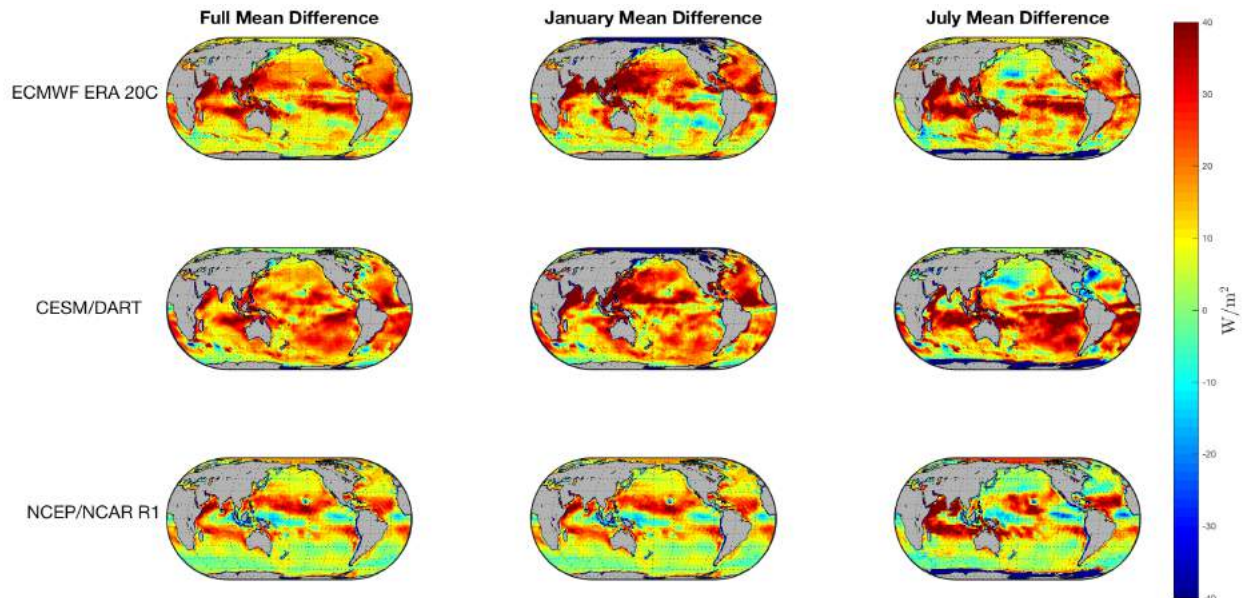 Full Mean Difference
January Mean Difference
July Mean Difference
ECMWF ERA 20C
CESM/DART
NCEP/NCAR R1
40
30
20
10
0
-10
-20
-30
-40
W/m²